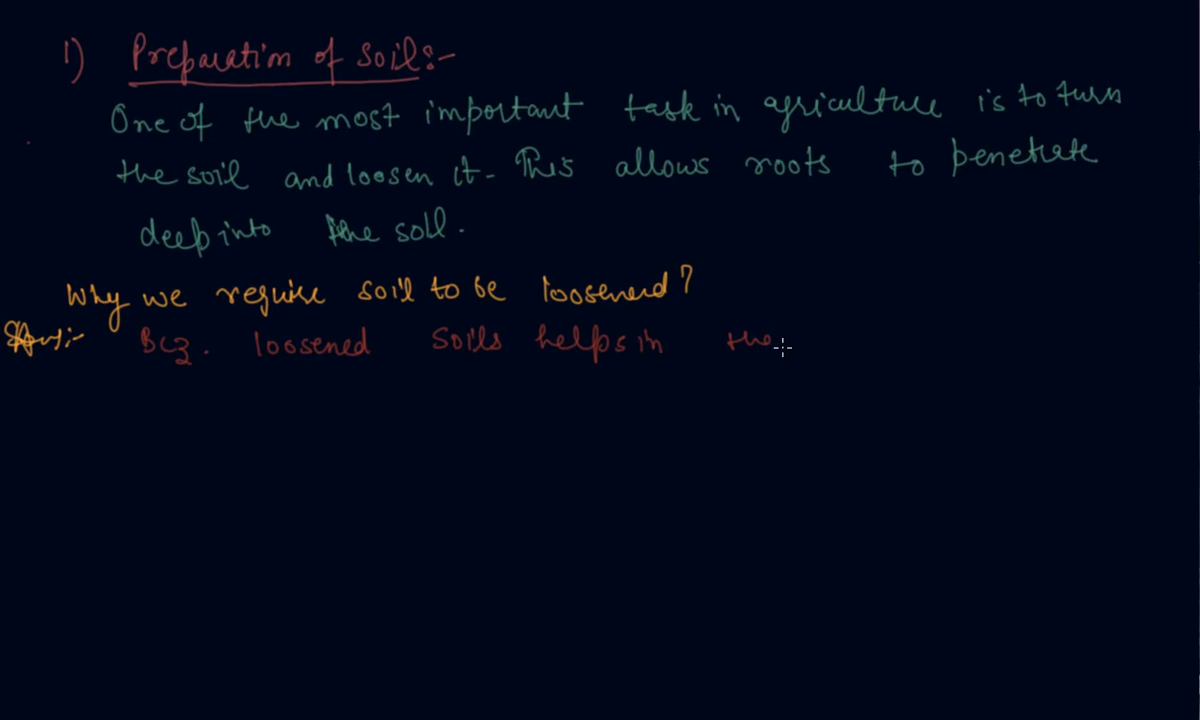 1) Preparation of Soil:-
One of the most important task in agriculture is to turn
the soil and loosen it- This allows roots to penetrate
deep into the soil.
Why we require soil to be loosenend?
Ans:- Bcz. loosened soils helps in the